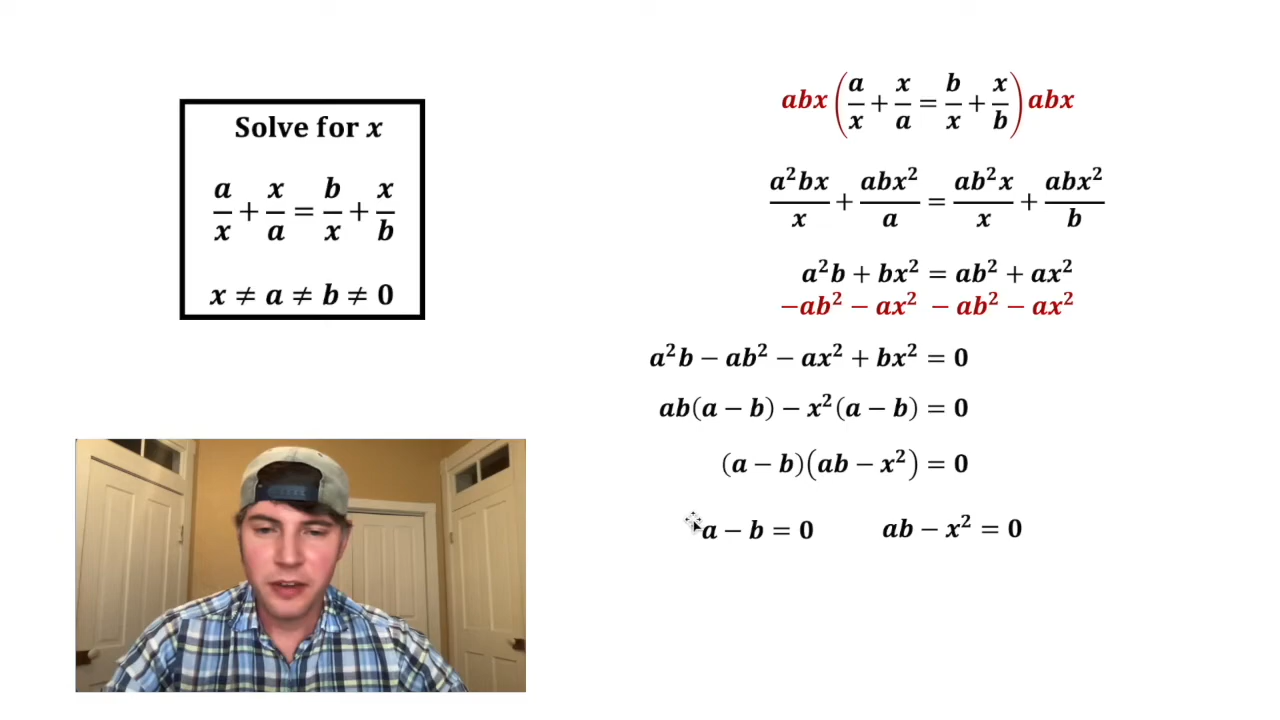 Solve for x
a/x + x/a = b/x + x/b
x ≠ a ≠ b ≠ 0
abx(a/x + x/a = b/x + x/b)abx
a²bx/x + abx²/a = ab²x/x + abx²/b
a²b + bx² = ab² + ax²
−ab² − ax² − ab² − ax²
a²b − ab² − ax² + bx² = 0
ab(a − b) − x²(a − b) = 0
(a − b)(ab − x²) = 0
a − b = 0 ab − x² = 0